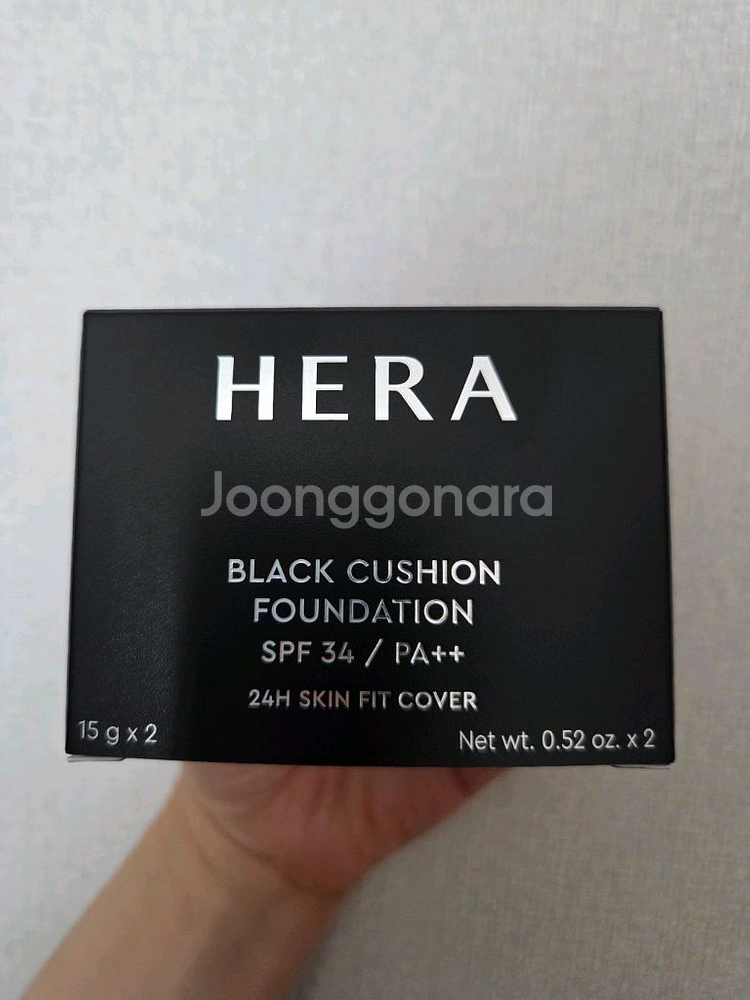 HERA
Joonggonara
BLACK CUSHION
FOUNDATION
SPF 34 / PA++
24H SKIN FIT COVER
15 g x 2
Net wt. 0.52 oz. x 2